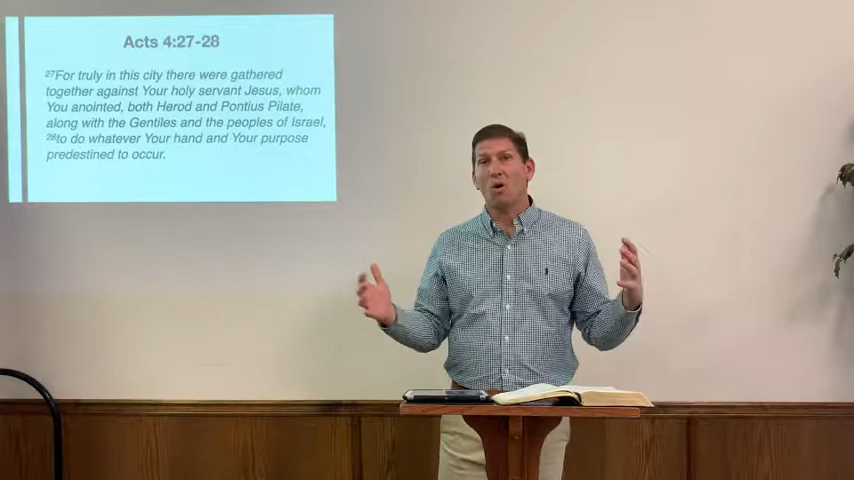 Acts 4:27-28
27For truly in this city there were gathered
together against Your holy servant Jesus, whom
You anointed, both Herod and Pontius Pilate,
along with the Gentiles and the peoples of Israel,
28to do whatever Your hand and Your purpose
predestined to occur.